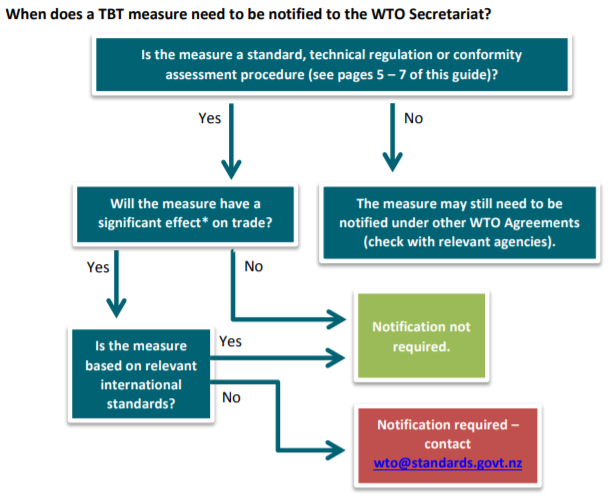 When does a TBT measure need to be notified to the WTO Secretariat?
Is the measure a standard, technical regulation or conformity
assessment procedure (see pages 5 – 7 of this guide)?
Yes
No
Will the measure have a
significant effect* on trade?
The measure may still need to be
notified under other WTO Agreements
(check with relevant agencies).
Yes
No
Notification not
required.
Is the measure
based on relevant
international
standards?
Yes
No
Notification required –
contact
wto@standards.govt.nz